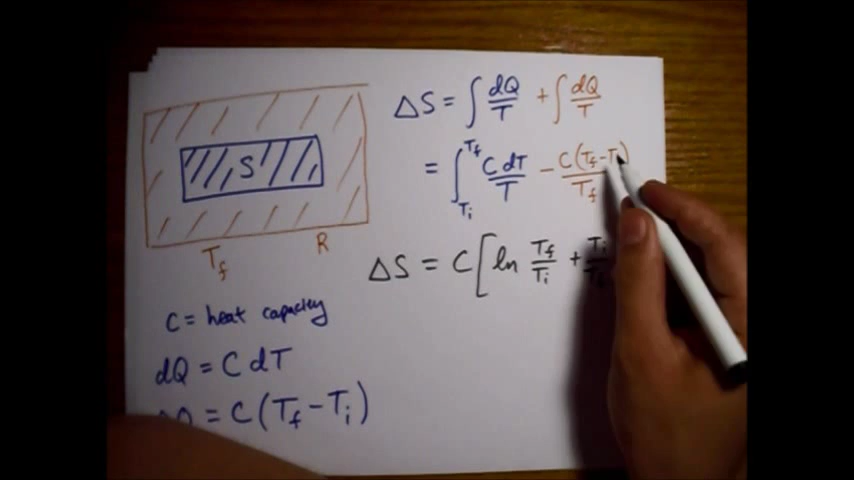 S
T_f R
C = heat capacity
dQ = C dT
ΔQ = C(T_f − T_i)
ΔS = ∫ dQ/T + ∫ dQ/T
= ∫_{T_i}^{T_f} C dT/T − C(T_f − T_i)/T_f
ΔS = C[ln T_f/T_i + T_i/T_f